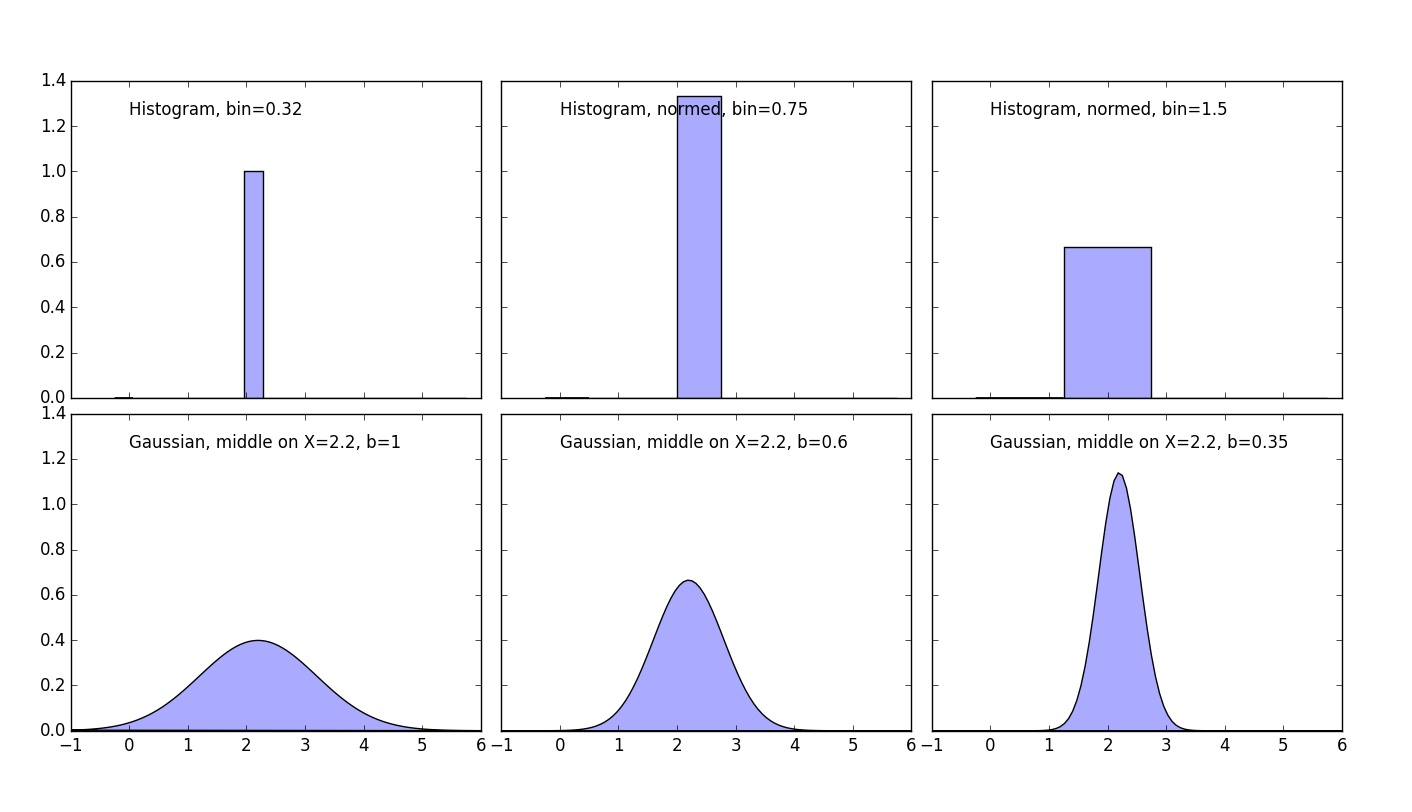 1.4
Histogram, bin=0.32
Histogram, normed, bin=0.75
Histogram, normed, bin=1.5
1.2
1.0
0.8
0.6
0.4
0.2
0.0
1.4
Gaussian, middle on X=2.2, b=1
Gaussian, middle on X=2.2, b=0.6
Gaussian, middle on X=2.2, b=0.35
1.2
1.0
0.8
0.6
0.4
0.2
0.0
−1 0 1 2 3 4 5 6
−1 0 1 2 3 4 5 6
−1 0 1 2 3 4 5 6